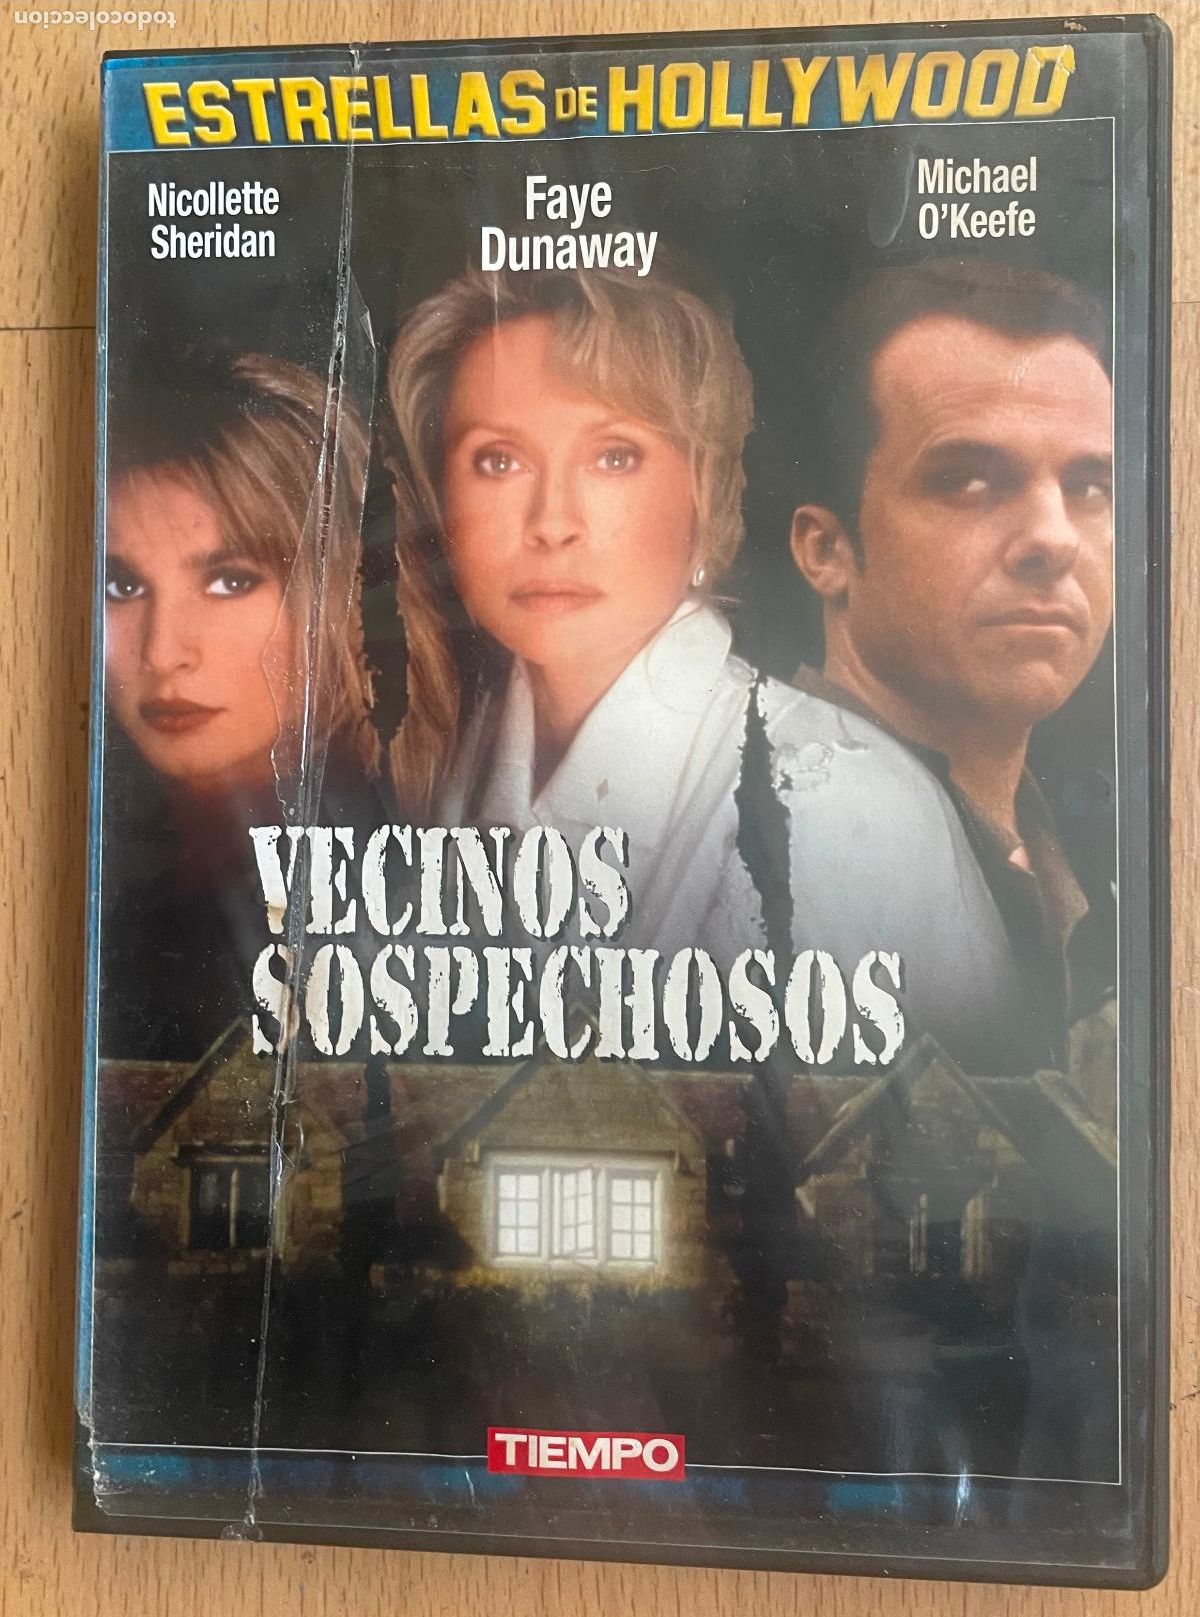 todocoleccion
ESTRELLAS DE HOLLYWOOD
Nicollette
Sheridan
Faye
Dunaway
Michael
O'Keefe
VECINOS
SOSPECHOSOS
TIEMPO